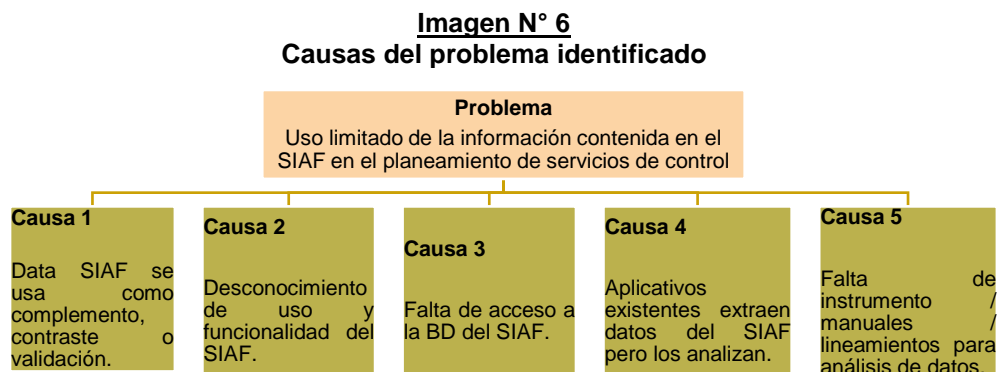 Imagen N° 6
Causas del problema identificado
Problema
Uso limitado de la información contenida en el
SIAF en el planeamiento de servicios de control
Causa 1
Data SIAF se
usa como
complemento,
contraste o
validación.
Causa 2
Desconocimiento
de uso y
funcionalidad del
SIAF.
Causa 3
Falta de acceso a
la BD del SIAF.
Causa 4
Aplicativos
existentes extraen
datos del SIAF
pero los analizan.
Causa 5
Falta de
instrumento /
manuales /
lineamientos para
análisis de datos.